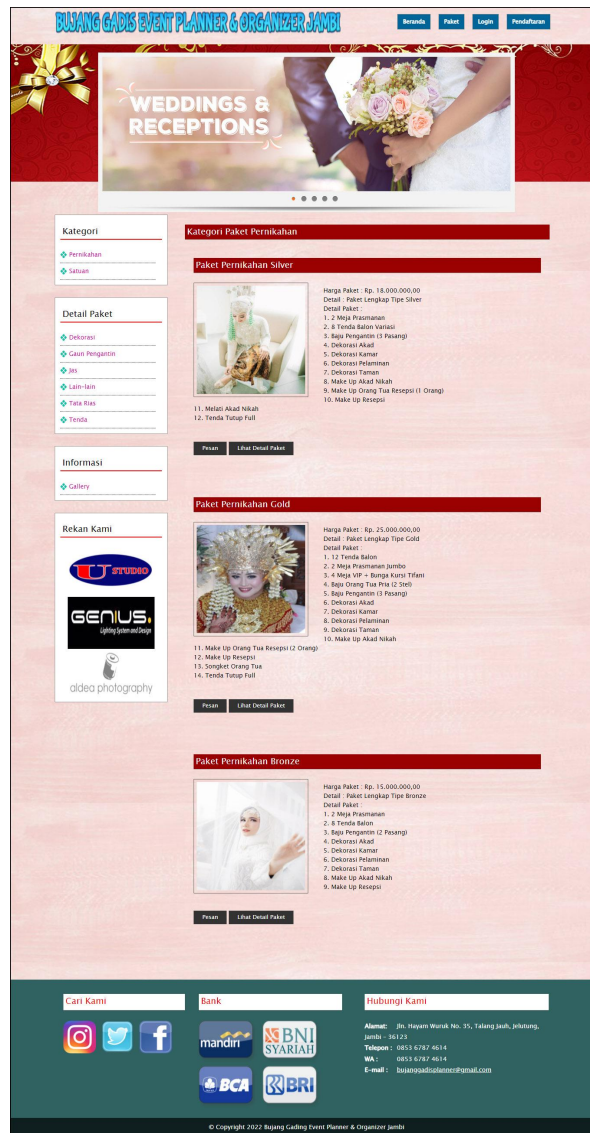 BUJANG GADIS EVENT PLANNER & ORGANIZER JAMBI
Beranda
Paket
Login
Pendaftaran
WEDDINGS &
RECEPTIONS
Kategori
Pernikahan
Satuan
Detail Paket
Dekorasi
Gaun Pengantin
Jas
Lain-lain
Tata Rias
Tenda
Informasi
Gallery
Rekan Kami
U STUDIO
GENIUS.
Lighting System and Design
aldea photography
Kategori Paket Pernikahan
Paket Pernikahan Silver
Harga Paket : Rp. 18.000.000,00
Detail : Paket Lengkap Tipe Silver
Detail Paket :
1. 2 Meja Prasmanan
2. 8 Tenda Balon Variasi
3. Baju Pengantin (3 Pasang)
4. Dekorasi Akad
5. Dekorasi Kamar
6. Dekorasi Pelaminan
7. Dekorasi Taman
8. Make Up Akad Nikah
9. Make Up Orang Tua Resepsi (1 Orang)
10. Make Up Resepsi
11. Melati Akad Nikah
12. Tenda Tutup Full
Pesan
Lihat Detail Paket
Paket Pernikahan Gold
Harga Paket : Rp. 25.000.000,00
Detail : Paket Lengkap Tipe Gold
Detail Paket :
1. 12 Tenda Balon
2. 2 Meja Prasmanan Jumbo
3. 4 Meja VIP + Bunga Kursi Tifani
4. Baju Orang Tua Pria (2 Stel)
5. Baju Pengantin (3 Pasang)
6. Dekorasi Akad
7. Dekorasi Kamar
8. Dekorasi Pelaminan
9. Dekorasi Taman
10. Make Up Akad Nikah
11. Make Up Orang Tua Resepsi (2 Orang)
12. Make Up Resepsi
13. Songket Orang Tua
14. Tenda Tutup Full
Pesan
Lihat Detail Paket
Paket Pernikahan Bronze
Harga Paket : Rp. 15.000.000,00
Detail : Paket Lengkap Tipe Bronze
Detail Paket :
1. 2 Meja Prasmanan
2. 8 Tenda Balon
3. Baju Pengantin (2 Pasang)
4. Dekorasi Akad
5. Dekorasi Kamar
6. Dekorasi Pelaminan
7. Dekorasi Taman
8. Make Up Akad Nikah
9. Make Up Resepsi
Pesan
Lihat Detail Paket
Cari Kami
Bank
mandiri
BNI
SYARIAH
BCA
BRI
Hubungi Kami
Alamat: Jln. Hayam Wuruk No. 35, Talang Jauh, Jelutung,
Jambi - 36123
Telepon : 0853 6787 4614
WA : 0853 6787 4614
E-mail : bujanggadisplanner@gmail.com
© Copyright 2022 Bujang Gading Event Planner & Organizer Jambi